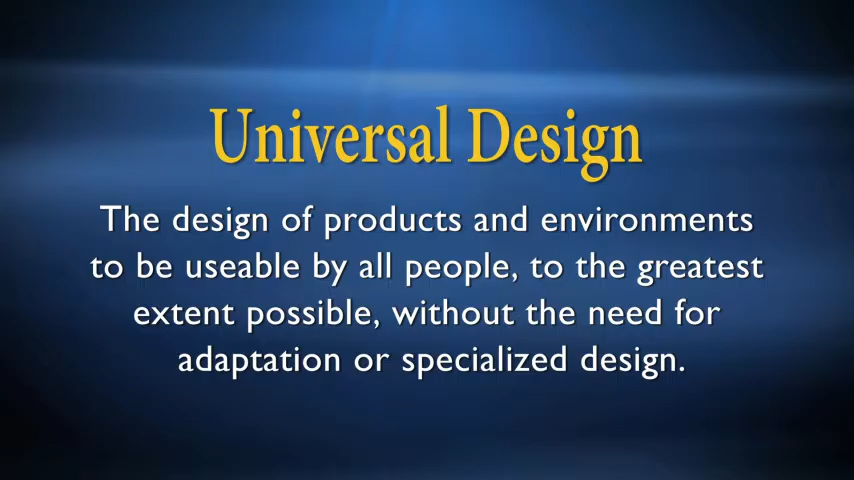 Universal Design
The design of products and environments
to be useable by all people, to the greatest
extent possible, without the need for
adaptation or specialized design.